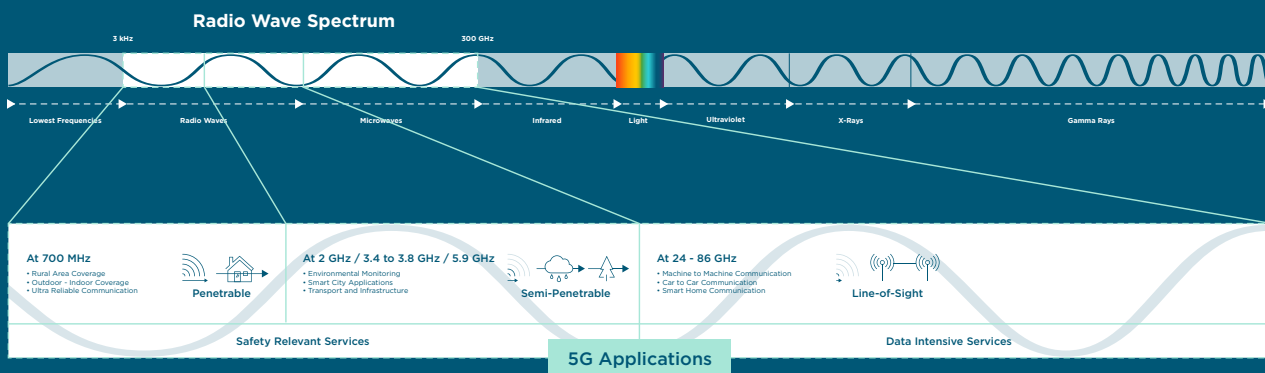 Radio Wave Spectrum
3 kHz
300 GHz
Lowest Frequencies
Radio Waves
Microwaves
Infrared
Light
Ultraviolet
X-Rays
Gamma Rays
At 700 MHz
• Rural Area Coverage
• Outdoor - Indoor Coverage
• Ultra Reliable Communication
Penetrable
At 2 GHz / 3.4 to 3.8 GHz / 5.9 GHz
• Environmental Monitoring
• Smart City Applications
• Transport and Infrastructure
Semi-Penetrable
At 24 - 86 GHz
• Machine to Machine Communication
• Car to Car Communication
• Smart Home Communication
Line-of-Sight
Safety Relevant Services
Data Intensive Services
5G Applications